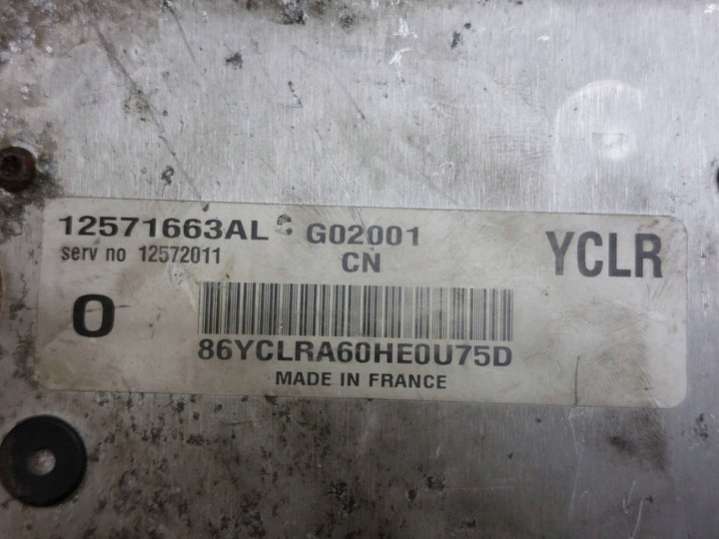 12571663AL C G02001 YCLR
serv no 12572011 CN
O
86YCLRA60HE0U75D
MADE IN FRANCE